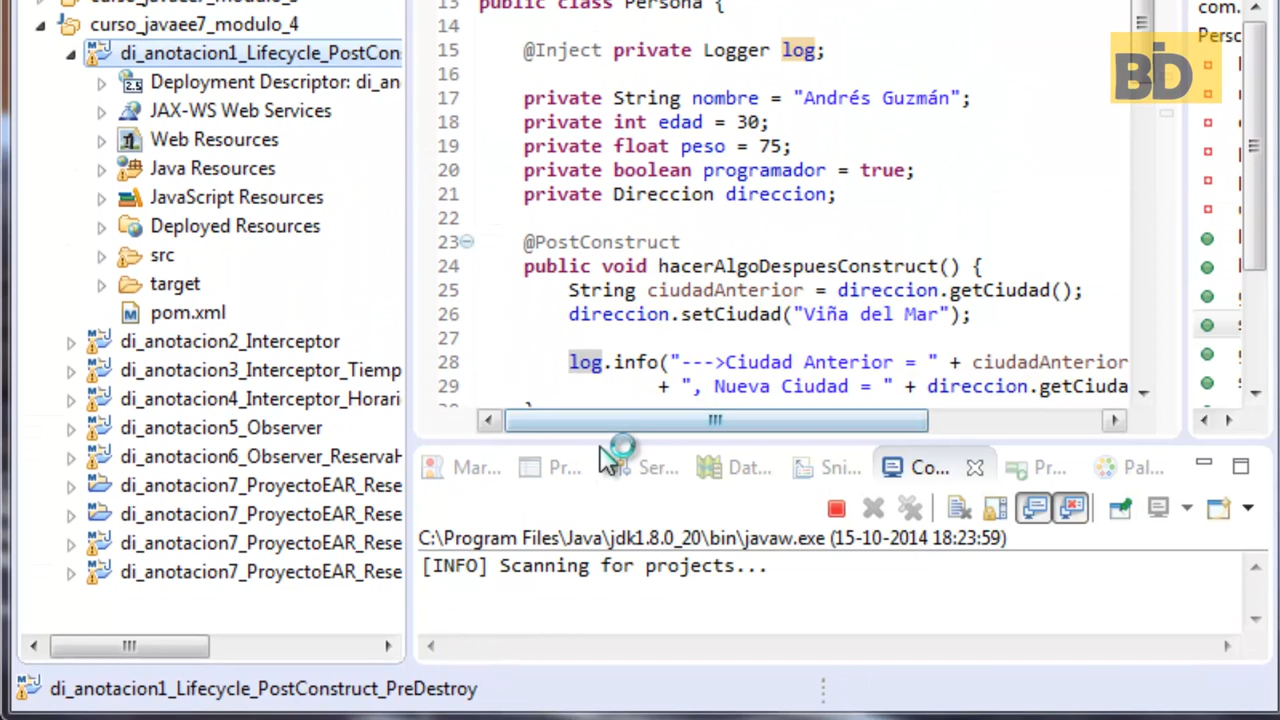 curso_javaee7_modulo_4
di_anotacion1_Lifecycle_PostCons
Deployment Descriptor: di_an
JAX-WS Web Services
Web Resources
Java Resources
JavaScript Resources
Deployed Resources
src
target
pom.xml
di_anotacion2_Interceptor
di_anotacion3_Interceptor_Tiemp
di_anotacion4_Interceptor_Horari
di_anotacion5_Observer
di_anotacion6_Observer_Reserva
di_anotacion7_ProyectoEAR_Rese
di_anotacion7_ProyectoEAR_Rese
di_anotacion7_ProyectoEAR_Rese
di_anotacion7_ProyectoEAR_Rese
13 public class Persona {
14
15 @Inject private Logger log;
16
17 private String nombre = "Andrés Guzmán";
18 private int edad = 30;
19 private float peso = 75;
20 private boolean programador = true;
21 private Direccion direccion;
22
23 @PostConstruct
24 public void hacerAlgoDespuesConstruct() {
25 String ciudadAnterior = direccion.getCiudad();
26 direccion.setCiudad("Viña del Mar");
27
28 log.info("--->Ciudad Anterior = " + ciudadAnterior
29 + ", Nueva Ciudad = " + direccion.getCiuda
com.
Perso
BD
Mar... Pr... Ser... Dat... Sni... Co... Pr... Pal...
C:\Program Files\Java\jdk1.8.0_20\bin\javaw.exe (15-10-2014 18:23:59)
[INFO] Scanning for projects...
di_anotacion1_Lifecycle_PostConstruct_PreDestroy